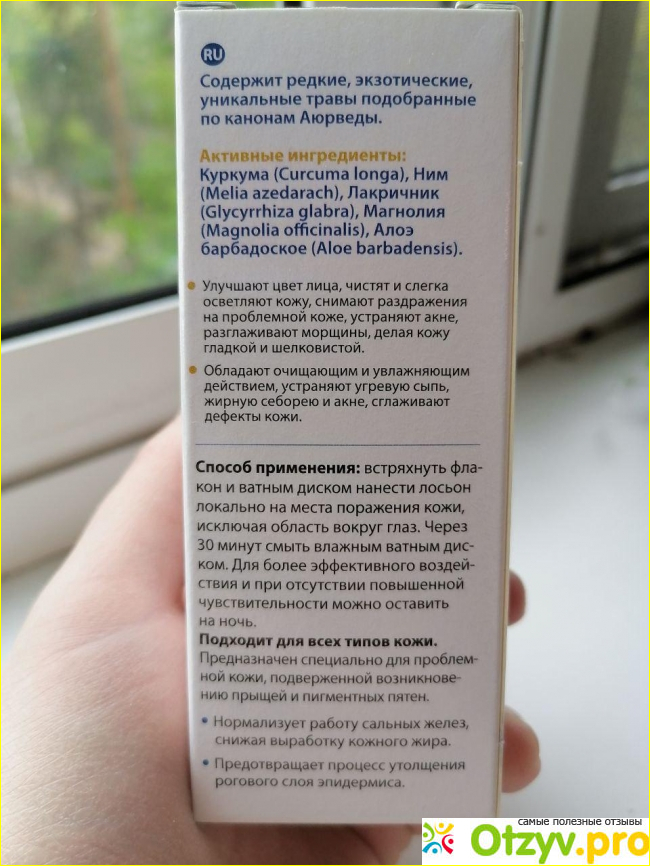 RU
Содержит редкие, экзотические,
уникальные травы подобранные
по канонам Аюрведы.
Активные ингредиенты:
Куркума (Curcuma longa), Ним
(Melia azedarach), Лакричник
(Glycyrrhiza glabra), Магнолия
(Magnolia officinalis), Алоэ
барбадоское (Aloe barbadensis).
• Улучшают цвет лица, чистят и слегка
осветляют кожу, снимают раздражения
на проблемной коже, устраняют акне,
разглаживают морщины, делая кожу
гладкой и шелковистой.
• Обладают очищающим и увлажняющим
действием, устраняют угревую сыпь,
жирную себорею и акне, сглаживают
дефекты кожи.
Способ применения: встряхнуть фла-
кон и ватным диском нанести лосьон
локально на места поражения кожи,
исключая область вокруг глаз. Через
30 минут смыть влажным ватным дис-
ком. Для более эффективного воздей-
ствия и при отсутствии повышенной
чувствительности можно оставить
на ночь.
Подходит для всех типов кожи.
Предназначен специально для проблем-
ной кожи, подверженной возникнове-
нию прыщей и пигментных пятен.
• Нормализует работу сальных желез,
снижая выработку кожного жира.
• Предотвращает процесс утолщения
рогового слоя эпидермиса.
самые полезные отзывы
Otzyv.pro